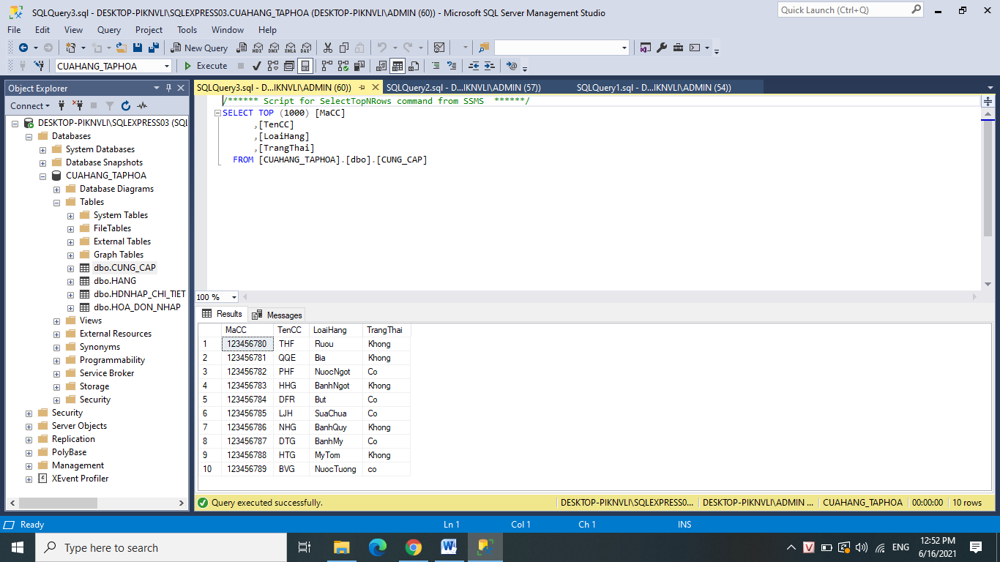 SQLQuery3.sql - DESKTOP-PIKNVLI\SQLEXPRESS03.CUAHANG_TAPHOA (DESKTOP-PIKNVLI\ADMIN (60)) - Microsoft SQL Server Management Studio
Quick Launch (Ctrl+Q)
File Edit View Query Project Tools Window Help
New Query MDX DMX XMLA DAX
CUAHANG_TAPHOA Execute
Object Explorer
Connect
DESKTOP-PIKNVLI\SQLEXPRESS03 (SQL
Databases
System Databases
Database Snapshots
CUAHANG_TAPHOA
Database Diagrams
Tables
System Tables
FileTables
External Tables
Graph Tables
dbo.CUNG_CAP
dbo.HANG
dbo.HDNHAP_CHI_TIET
dbo.HOA_DON_NHAP
Views
External Resources
Synonyms
Programmability
Service Broker
Storage
Security
Security
Server Objects
Replication
PolyBase
Management
XEvent Profiler
SQLQuery3.sql - D...IKNVLI\ADMIN (60)) SQLQuery2.sql - D...IKNVLI\ADMIN (57)) SQLQuery1.sql - D...IKNVLI\ADMIN (54))
/****** Script for SelectTopNRows command from SSMS ******/
SELECT TOP (1000) [MaCC]
,[TenCC]
,[LoaiHang]
,[TrangThai]
FROM [CUAHANG_TAPHOA].[dbo].[CUNG_CAP]
100 %
Results Messages
MaCC TenCC LoaiHang TrangThai
1 123456780 THF Ruou Khong
2 123456781 QQE Bia Khong
3 123456782 PHF NuocNgot Co
4 123456783 HHG BanhNgot Khong
5 123456784 DFR But Co
6 123456785 LJH SuaChua Co
7 123456786 NHG BanhQuy Khong
8 123456787 DTG BanhMy Co
9 123456788 HTG MyTom Khong
10 123456789 BVG NuocTuong co
Query executed successfully. DESKTOP-PIKNVLI\SQLEXPRESS0... DESKTOP-PIKNVLI\ADMIN ... CUAHANG_TAPHOA 00:00:00 10 rows
Ready Ln 1 Col 1 Ch 1 INS
Type here to search
W
V
ENG
12:52 PM
6/16/2021